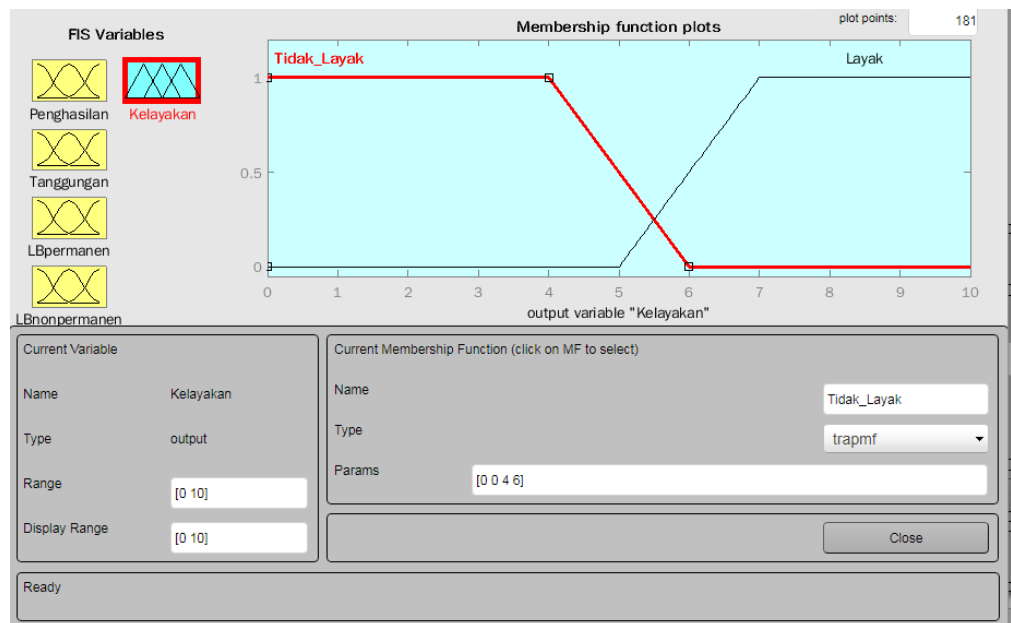 FIS Variables
Membership function plots
plot points:
181
Penghasilan
Kelayakan
Tanggungan
LBpermanen
LBnonpermanen
Tidak_Layak
Layak
1
0.5
0
0 1 2 3 4 5 6 7 8 9 10
output variable "Kelayakan"
Current Variable
Name Kelayakan
Type output
Range [0 10]
Display Range [0 10]
Current Membership Function (click on MF to select)
Name Tidak_Layak
Type trapmf
Params [0 0 4 6]
Close
Ready